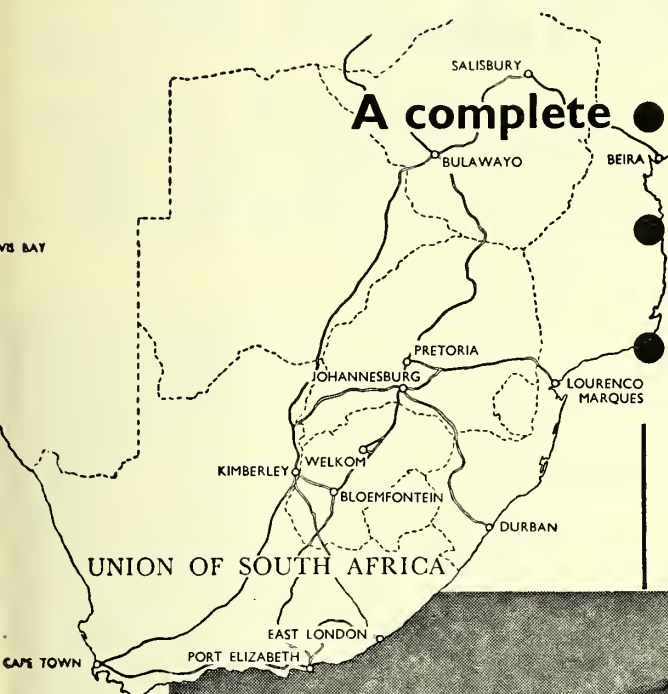 SALISBURY
A complete
BULAWAYO
BEIRA
VIS BAY
PRETORIA
JOHANNESBURG
LOURENCO
MARQUES
KIMBERLEY
WELKOM
BLOEMFONTEIN
DURBAN
UNION OF SOUTH AFRICA
EAST LONDON
PORT ELIZABETH
CAPE TOWN